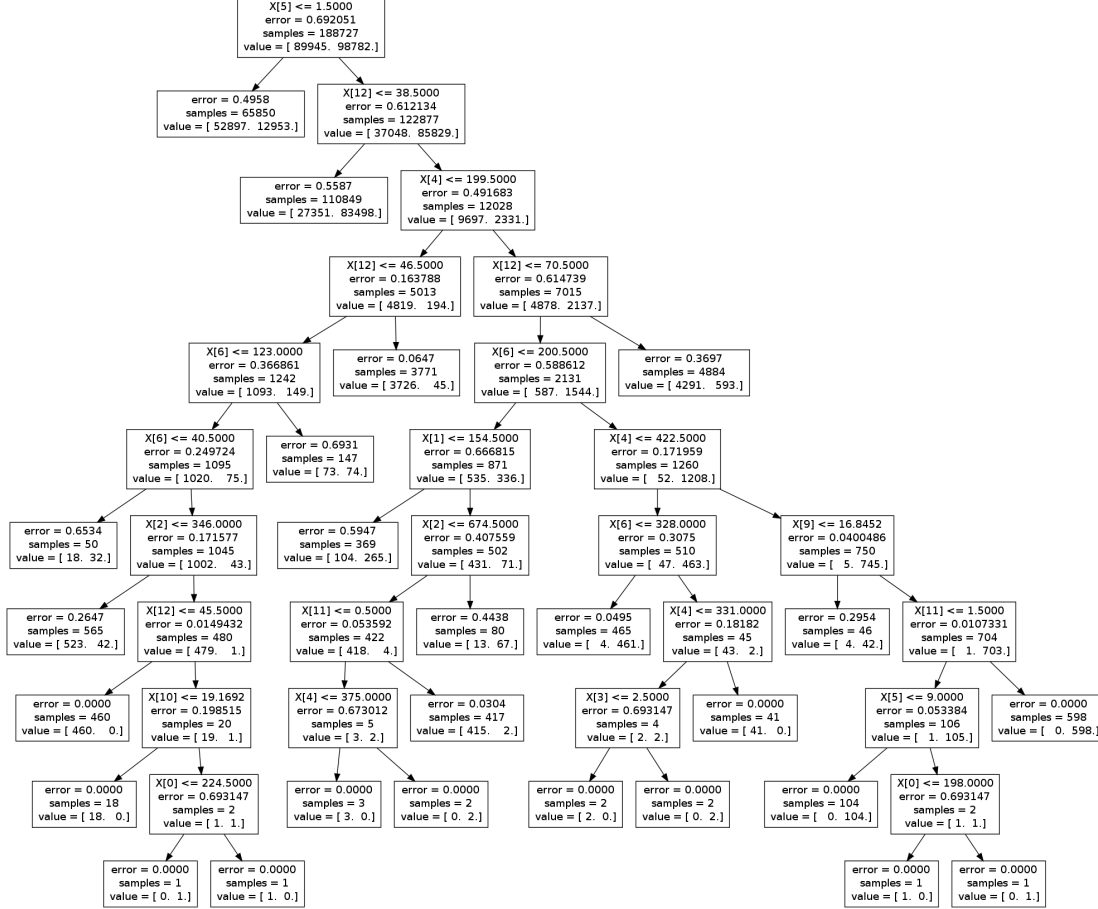 X[5] <= 1.5000
error = 0.692051
samples = 188727
value = [ 89945.  98782.]
error = 0.4958
samples = 65850
value = [ 52897.  12953.]
X[12] <= 38.5000
error = 0.612134
samples = 122877
value = [ 37048.  85829.]
error = 0.5587
samples = 110849
value = [ 27351.  83498.]
X[4] <= 199.5000
error = 0.491683
samples = 12028
value = [ 9697.  2331.]
X[12] <= 46.5000
error = 0.163788
samples = 5013
value = [ 4819.   194.]
X[12] <= 70.5000
error = 0.614739
samples = 7015
value = [ 4878.  2137.]
X[6] <= 123.0000
error = 0.366861
samples = 1242
value = [ 1093.   149.]
error = 0.0647
samples = 3771
value = [ 3726.    45.]
X[6] <= 200.5000
error = 0.588612
samples = 2131
value = [  587.  1544.]
error = 0.3697
samples = 4884
value = [ 4291.   593.]
X[6] <= 40.5000
error = 0.249724
samples = 1095
value = [ 1020.    75.]
error = 0.6931
samples = 147
value = [ 73.  74.]
X[1] <= 154.5000
error = 0.666815
samples = 871
value = [ 535.  336.]
X[4] <= 422.5000
error = 0.171959
samples = 1260
value = [   52.  1208.]
error = 0.6534
samples = 50
value = [ 18.  32.]
X[2] <= 346.0000
error = 0.171577
samples = 1045
value = [ 1002.    43.]
error = 0.5947
samples = 369
value = [ 104.  265.]
X[2] <= 674.5000
error = 0.407559
samples = 502
value = [ 431.   71.]
X[6] <= 328.0000
error = 0.3075
samples = 510
value = [  47.  463.]
X[9] <= 16.8452
error = 0.0400486
samples = 750
value = [   5.  745.]
error = 0.2647
samples = 565
value = [ 523.   42.]
X[12] <= 45.5000
error = 0.0149432
samples = 480
value = [ 479.    1.]
X[11] <= 0.5000
error = 0.053592
samples = 422
value = [ 418.    4.]
error = 0.4438
samples = 80
value = [ 13.  67.]
error = 0.0495
samples = 465
value = [   4.  461.]
X[4] <= 331.0000
error = 0.18182
samples = 45
value = [ 43.   2.]
error = 0.2954
samples = 46
value = [  4.  42.]
X[11] <= 1.5000
error = 0.0107331
samples = 704
value = [   1.  703.]
error = 0.0000
samples = 460
value = [ 460.    0.]
X[10] <= 19.1692
error = 0.198515
samples = 20
value = [ 19.   1.]
X[4] <= 375.0000
error = 0.673012
samples = 5
value = [ 3.  2.]
error = 0.0304
samples = 417
value = [ 415.    2.]
X[3] <= 2.5000
error = 0.693147
samples = 4
value = [ 2.  2.]
error = 0.0000
samples = 41
value = [ 41.   0.]
X[5] <= 9.0000
error = 0.053384
samples = 106
value = [   1.  105.]
error = 0.0000
samples = 598
value = [   0.  598.]
error = 0.0000
samples = 18
value = [ 18.   0.]
X[0] <= 224.5000
error = 0.693147
samples = 2
value = [ 1.  1.]
error = 0.0000
samples = 3
value = [ 3.  0.]
error = 0.0000
samples = 2
value = [ 0.  2.]
error = 0.0000
samples = 2
value = [ 2.  0.]
error = 0.0000
samples = 2
value = [ 0.  2.]
error = 0.0000
samples = 104
value = [   0.  104.]
X[0] <= 198.0000
error = 0.693147
samples = 2
value = [ 1.  1.]
error = 0.0000
samples = 1
value = [ 0.  1.]
error = 0.0000
samples = 1
value = [ 1.  0.]
error = 0.0000
samples = 1
value = [ 1.  0.]
error = 0.0000
samples = 1
value = [ 0.  1.]